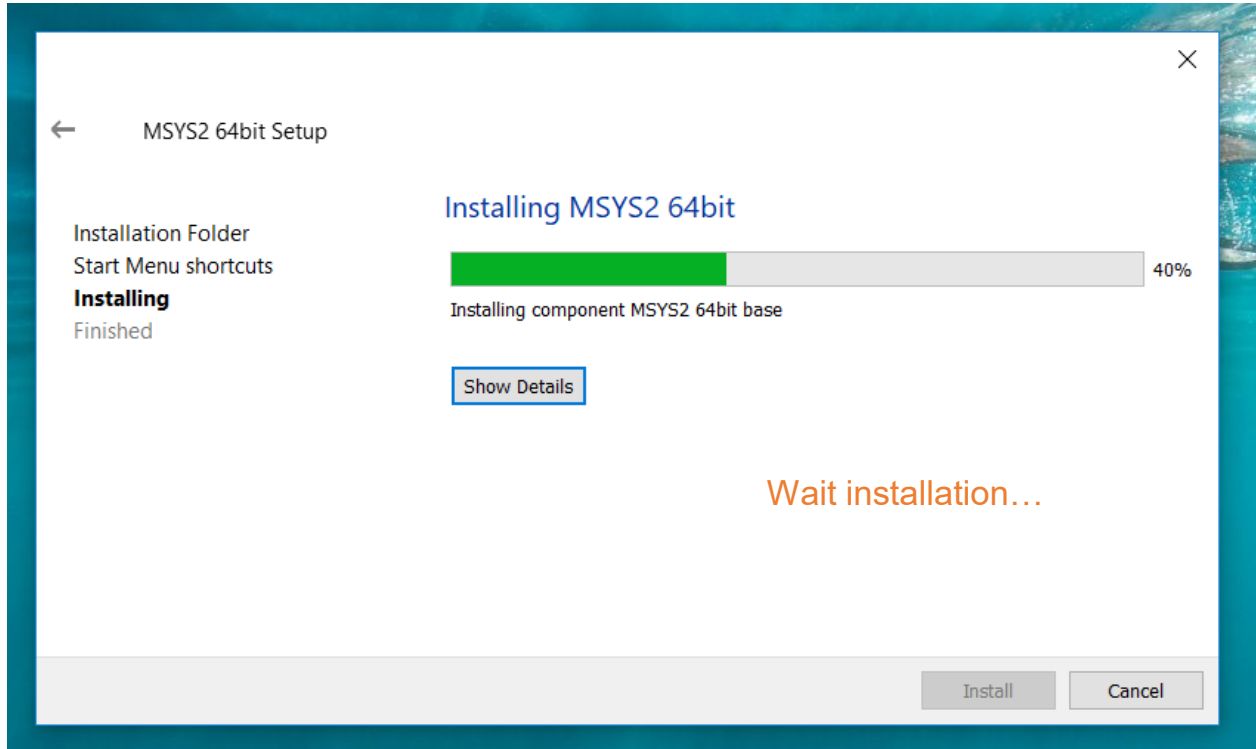 MSYS2 64bit Setup
Installation Folder
Start Menu shortcuts
Installing
Finished
Installing MSYS2 64bit
40%
Installing component MSYS2 64bit base
Show Details
Wait installation…
Install
Cancel